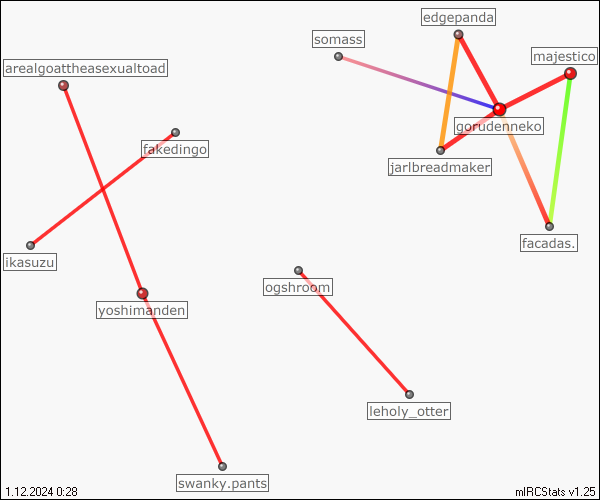 edgepanda
somass
majestico
arealgoattheasexualtoad
gorudenneko
fakedingo
jarlbreadmaker
facadas.
ikasuzu
ogshroom
yoshimanden
leholy_otter
swanky.pants
1.12.2024 0:28
mIRCStats v1.25